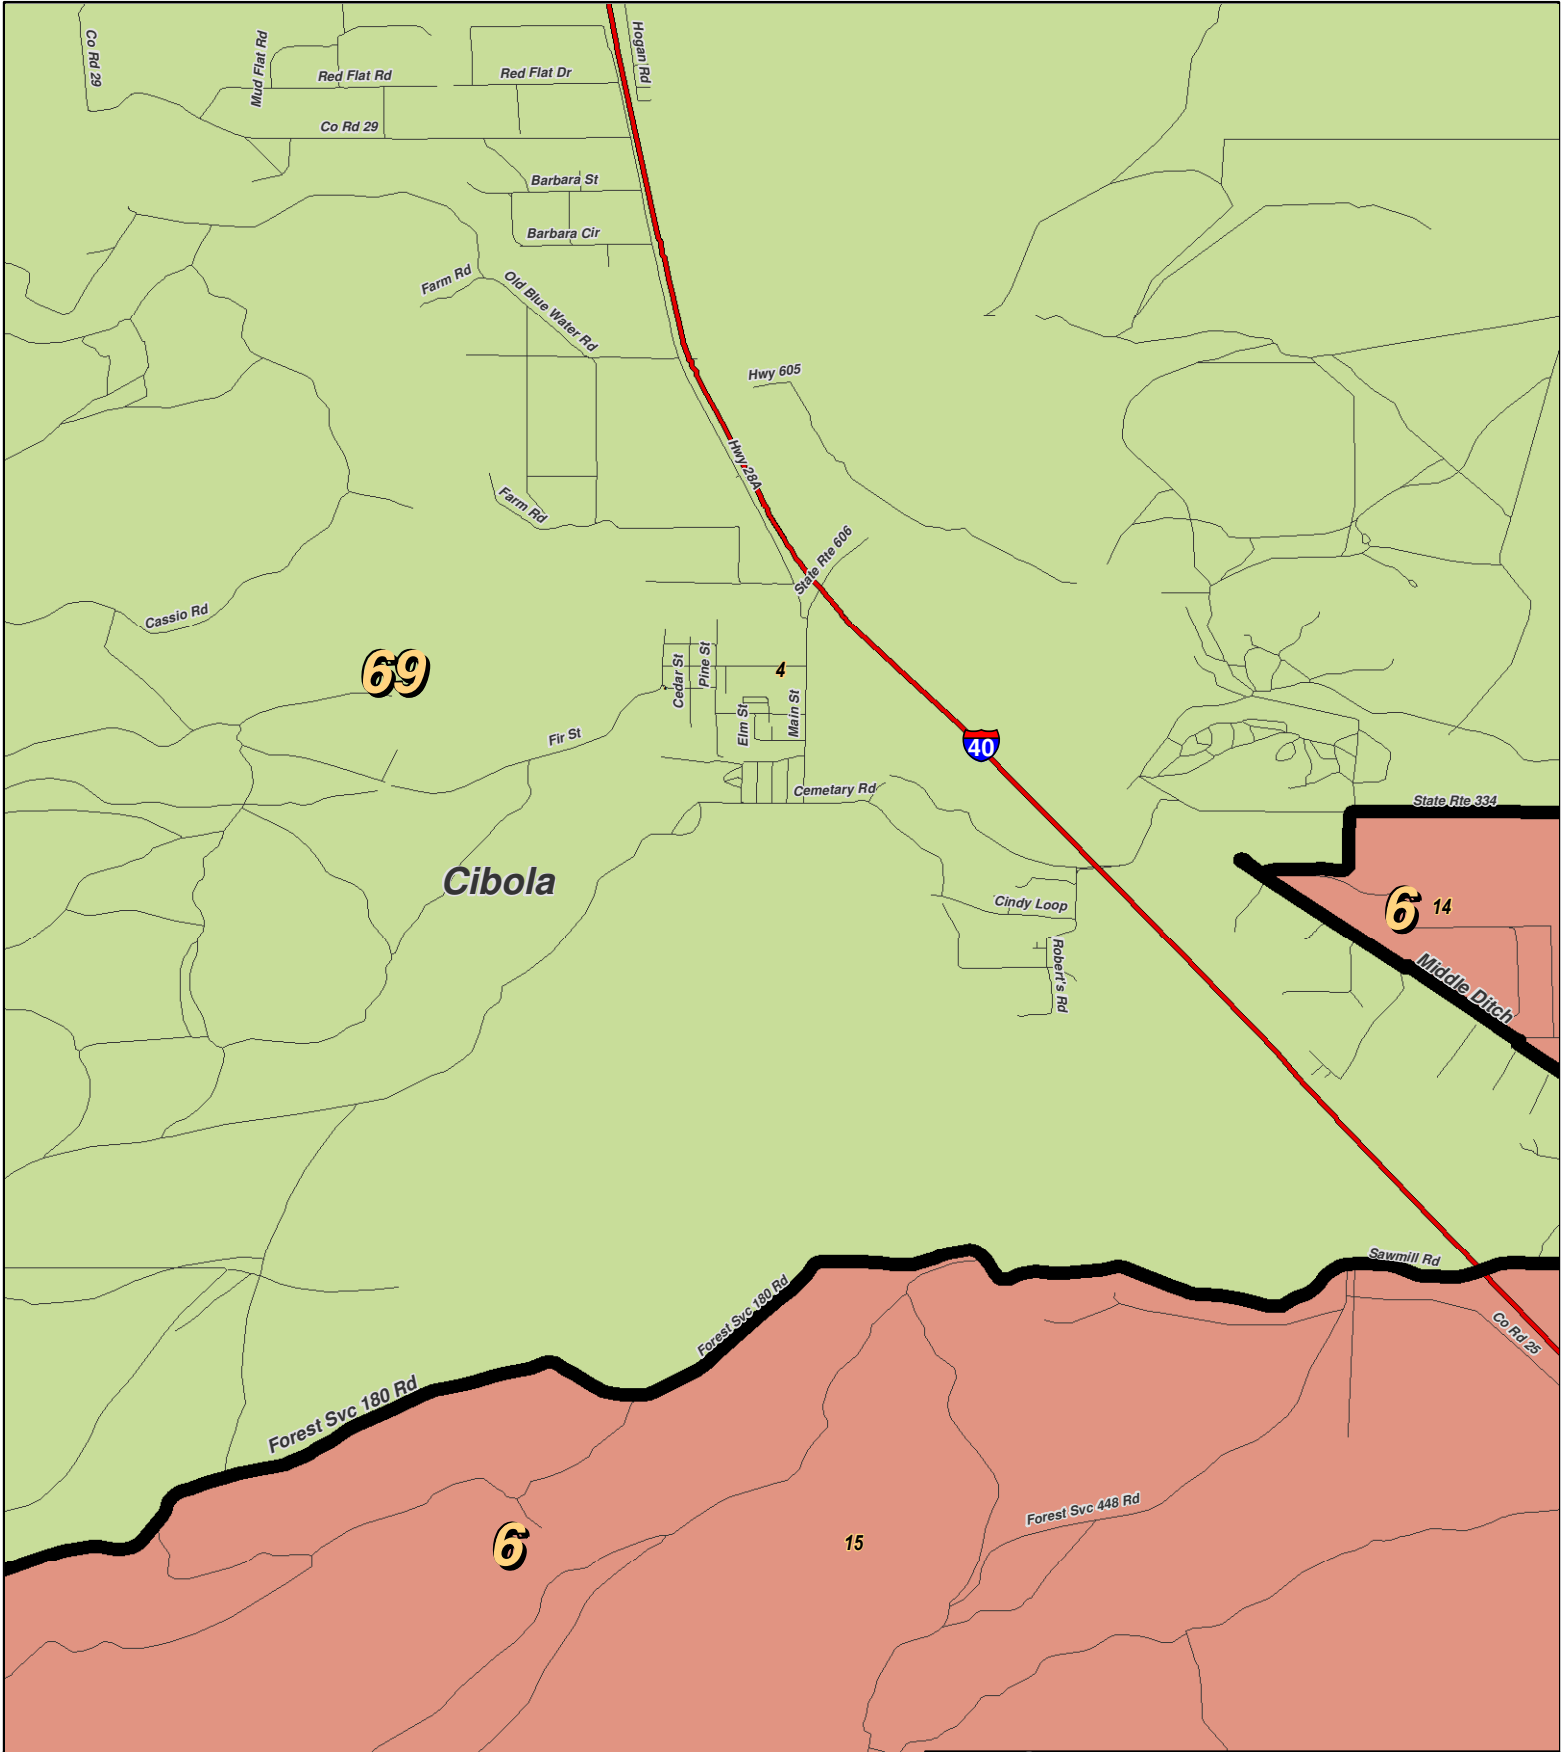 Co Rd 29
Mud Flat Rd
Hogan Rd
Red Flat Rd
Red Flat Dr
Co Rd 29
Barbara St
Barbara Cir
Farm Rd
Old Blue Water Rd
Hwy 605
Hwy 28A
Farm Rd
State Rte 606
Cassio Rd
69
Cedar St
Pine St
4
Elm St
Main St
Fir St
40
Cemetary Rd
State Rte 334
Cibola
Cindy Loop
6
14
Robert's Rd
Middle Ditch
Sawmill Rd
Forest Svc 180 Rd
Co Rd 25
Forest Svc 180 Rd
Forest Svc 448 Rd
6
15